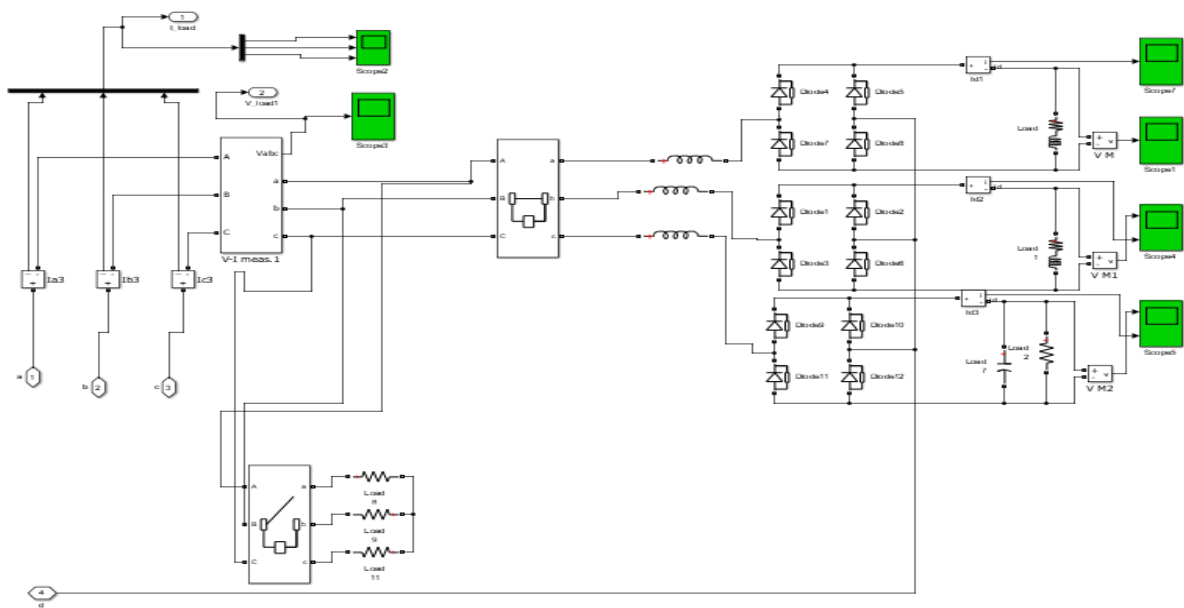 1
I_load
Scope2
2
V_load1
Scope3
Vabc
A
a
B
b
C
c
V-I meas.1
Ia3
Ib3
Ic3
a
1
b
2
c
3
A
a
B
b
C
c
Diode4
Diode5
Diode7
Diode8
Diode1
Diode2
Diode3
Diode6
Diode9
Diode10
Diode11
Diode12
+
i
-
Id1
Load
+
-
v
V M
Scope7
Scope1
+
i
-
Id2
Load
1
+
-
v
V M1
Scope4
+
i
-
Id3
Load
7
Load
2
+
-
v
V M2
Scope5
A
a
B
b
C
c
Load
8
Load
9
Load
11
4
d